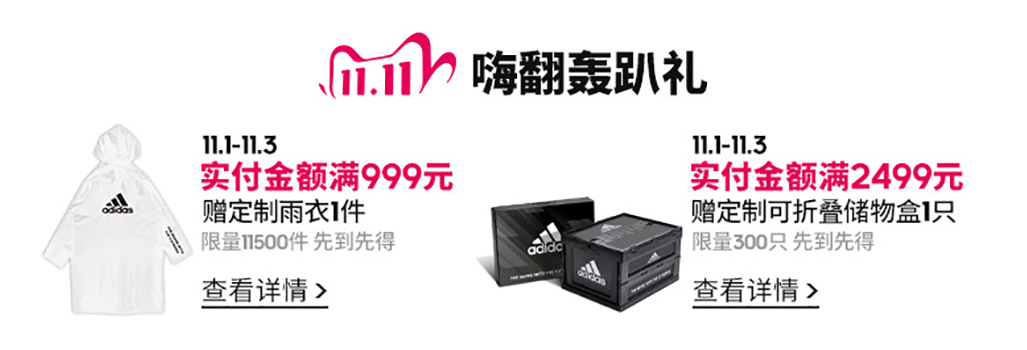 11.11 嗨翻轰趴礼
11.1-11.3
实付金额满999元
赠定制雨衣1件
限量11500件 先到先得
查看详情 >
adidas
11.1-11.3
实付金额满2499元
赠定制可折叠储物盒1只
限量300只 先到先得
查看详情 >
adidas
adidas